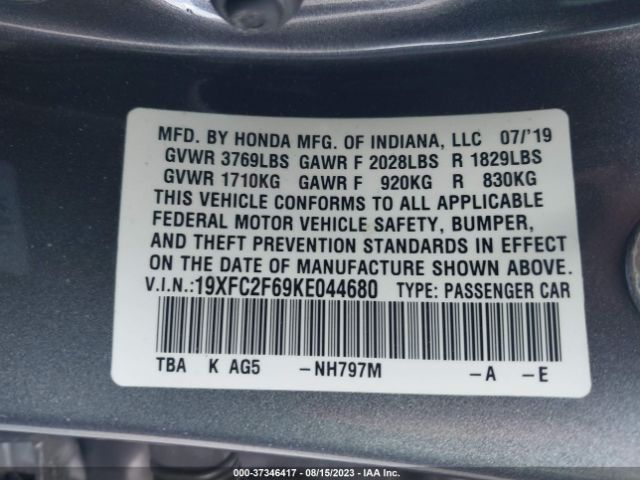 MFD. BY HONDA MFG. OF INDIANA, LLC 07/'19
GVWR 3769LBS GAWR F 2028LBS R 1829LBS
GVWR 1710KG GAWR F 920KG R 830KG
THIS VEHICLE CONFORMS TO ALL APPLICABLE
FEDERAL MOTOR VEHICLE SAFETY, BUMPER,
AND THEFT PREVENTION STANDARDS IN EFFECT
ON THE DATE OF MANUFACTURE SHOWN ABOVE.
V.I.N.:19XFC2F69KE044680 TYPE: PASSENGER CAR
TBA K AG5 -NH797M -A -E
000-37346417 - 08/15/2023 - IAA Inc.